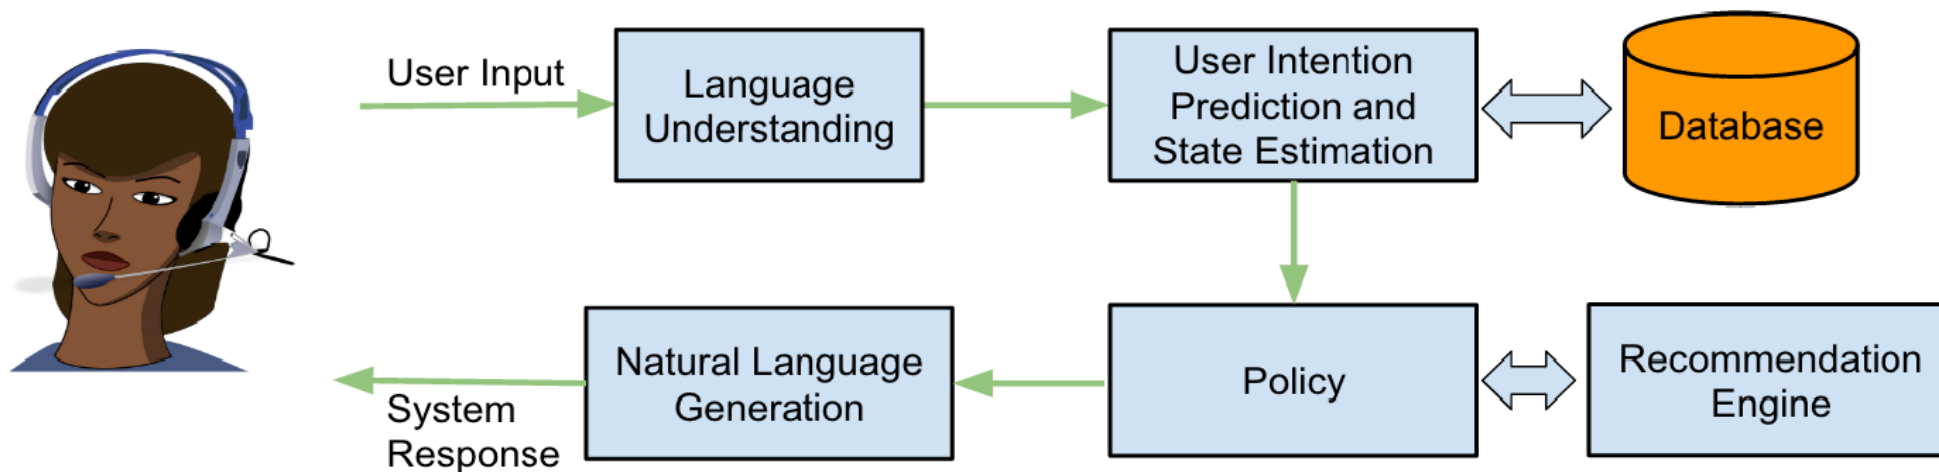 User Input
Language
Understanding
User Intention
Prediction and
State Estimation
Database
System
Response
Natural Language
Generation
Policy
Recommendation
Engine